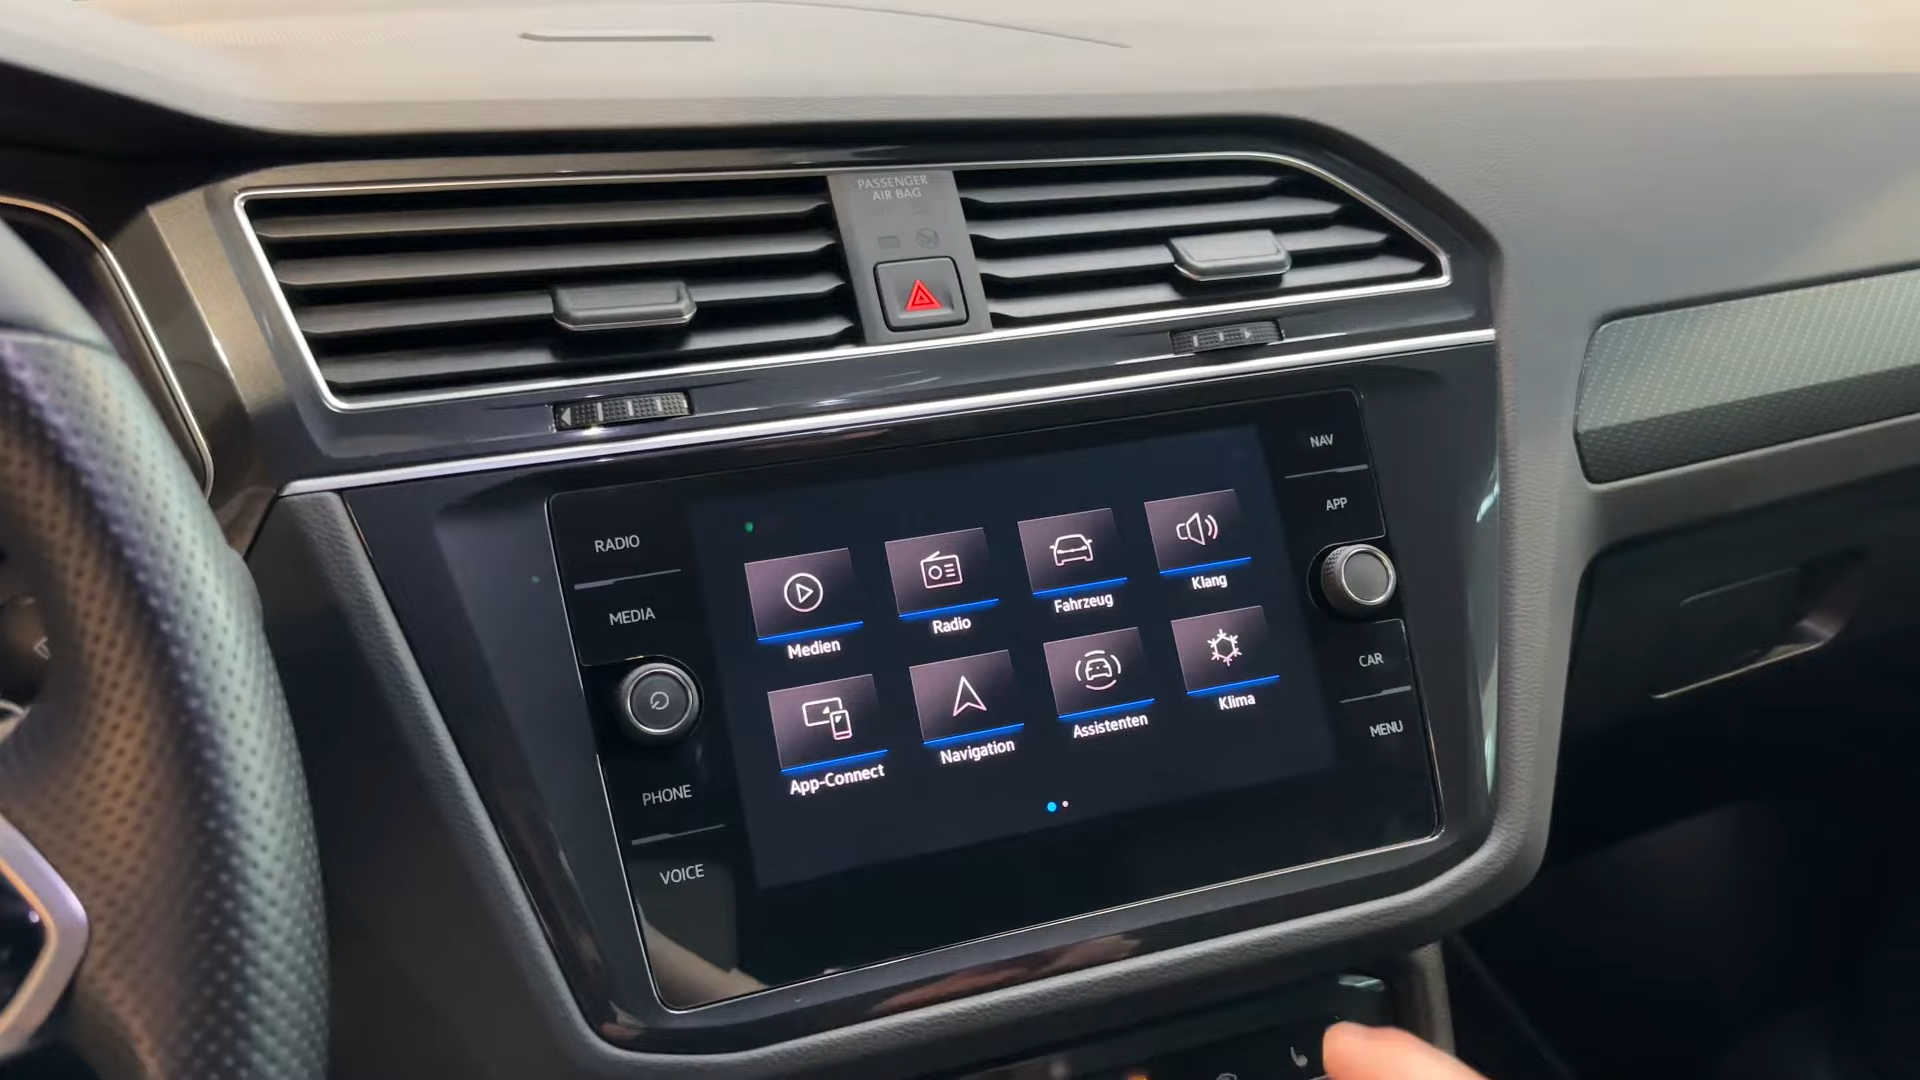 PASSENGER
AIR BAG
RADIO
MEDIA
PHONE
VOICE
Medien
Radio
Fahrzeug
Klang
App-Connect
Navigation
Assistenten
Klima
NAV
APP
CAR
MENU